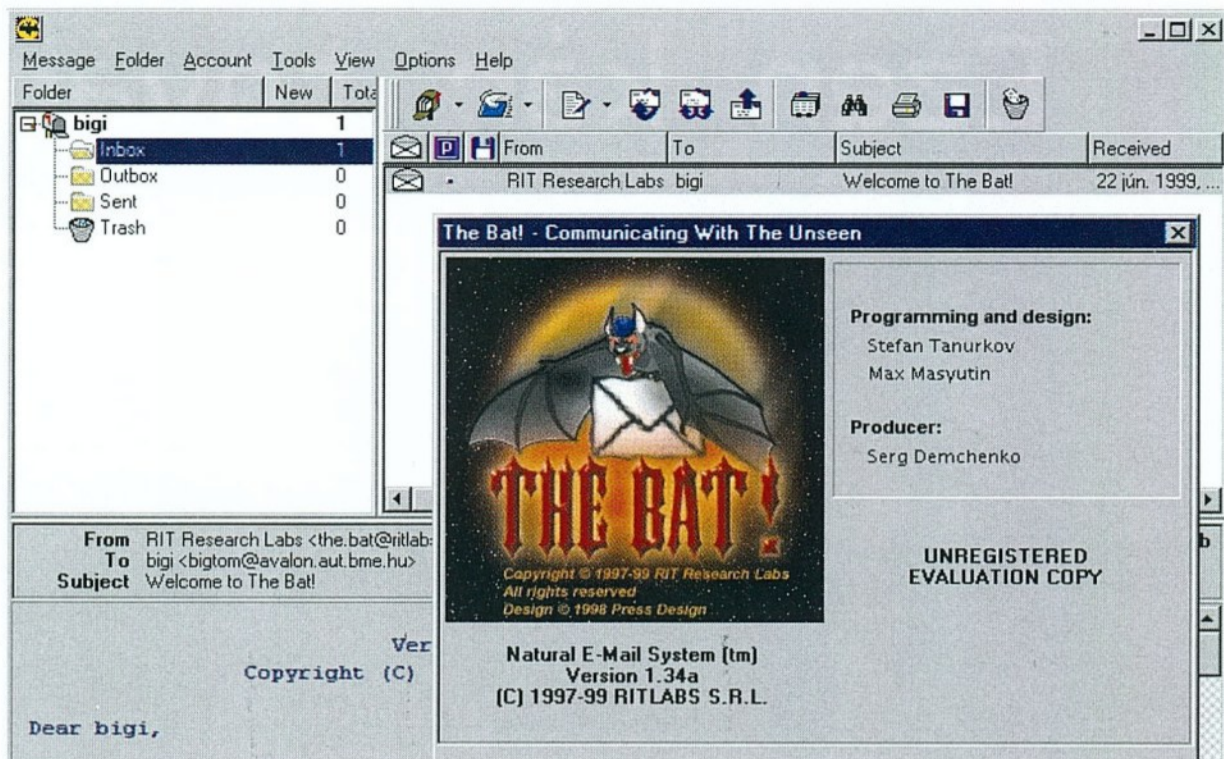 Message Folder Account Tools View Options Help
Folder New Tota
bigi 1
Inbox 1
Outbox 0
Sent 0
Trash 0
P From To Subject Received
RIT Research Labs bigi Welcome to The Bat! 22 jún. 1999, ...
The Bat! - Communicating With The Unseen
THE BAT!
Copyright © 1997-99 RIT Research Labs
All rights reserved
Design © 1998 Press Design
Natural E-Mail System (tm)
Version 1.34a
(C) 1997-99 RITLABS S.R.L.
Programming and design:
Stefan Tanurkov
Max Masyutin
Producer:
Serg Demchenko
UNREGISTERED
EVALUATION COPY
From RIT Research Labs <the.bat@ritlab
To bigi <bigtom@avalon.aut.bme.hu>
Subject Welcome to The Bat!
b
Ver
Copyright (C)
Dear bigi,